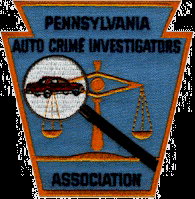 PENNSYLVANIA
AUTO CRIME INVESTIGATORS
ASSOCIATION